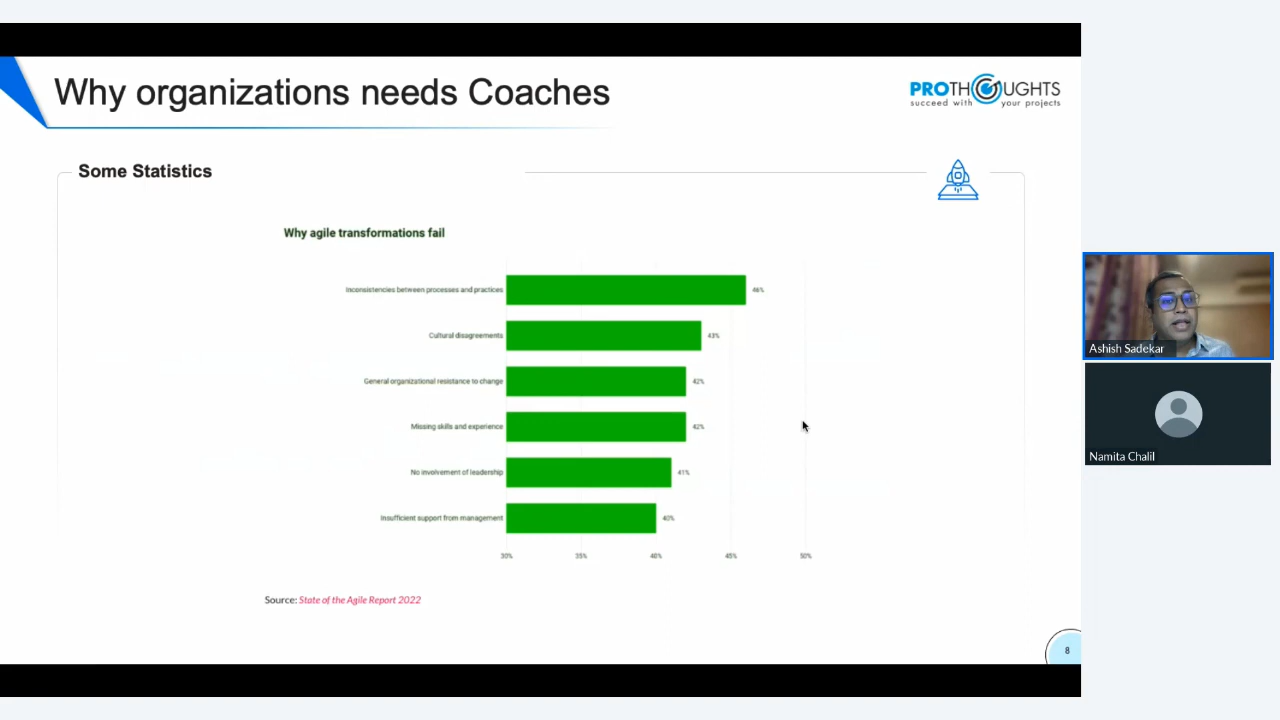 Why organizations needs Coaches
PROTHOUGHTS
succeed with your projects
Some Statistics
Why agile transformations fail
Inconsistencies between processes and practices 46%
Cultural disagreements 43%
General organizational resistance to change 42%
Missing skills and experience 42%
No involvement of leadership 41%
Insufficient support from management 40%
30% 35% 40% 45% 50%
Source: State of the Agile Report 2022
8
Ashish Sadekar
Namita Chalil